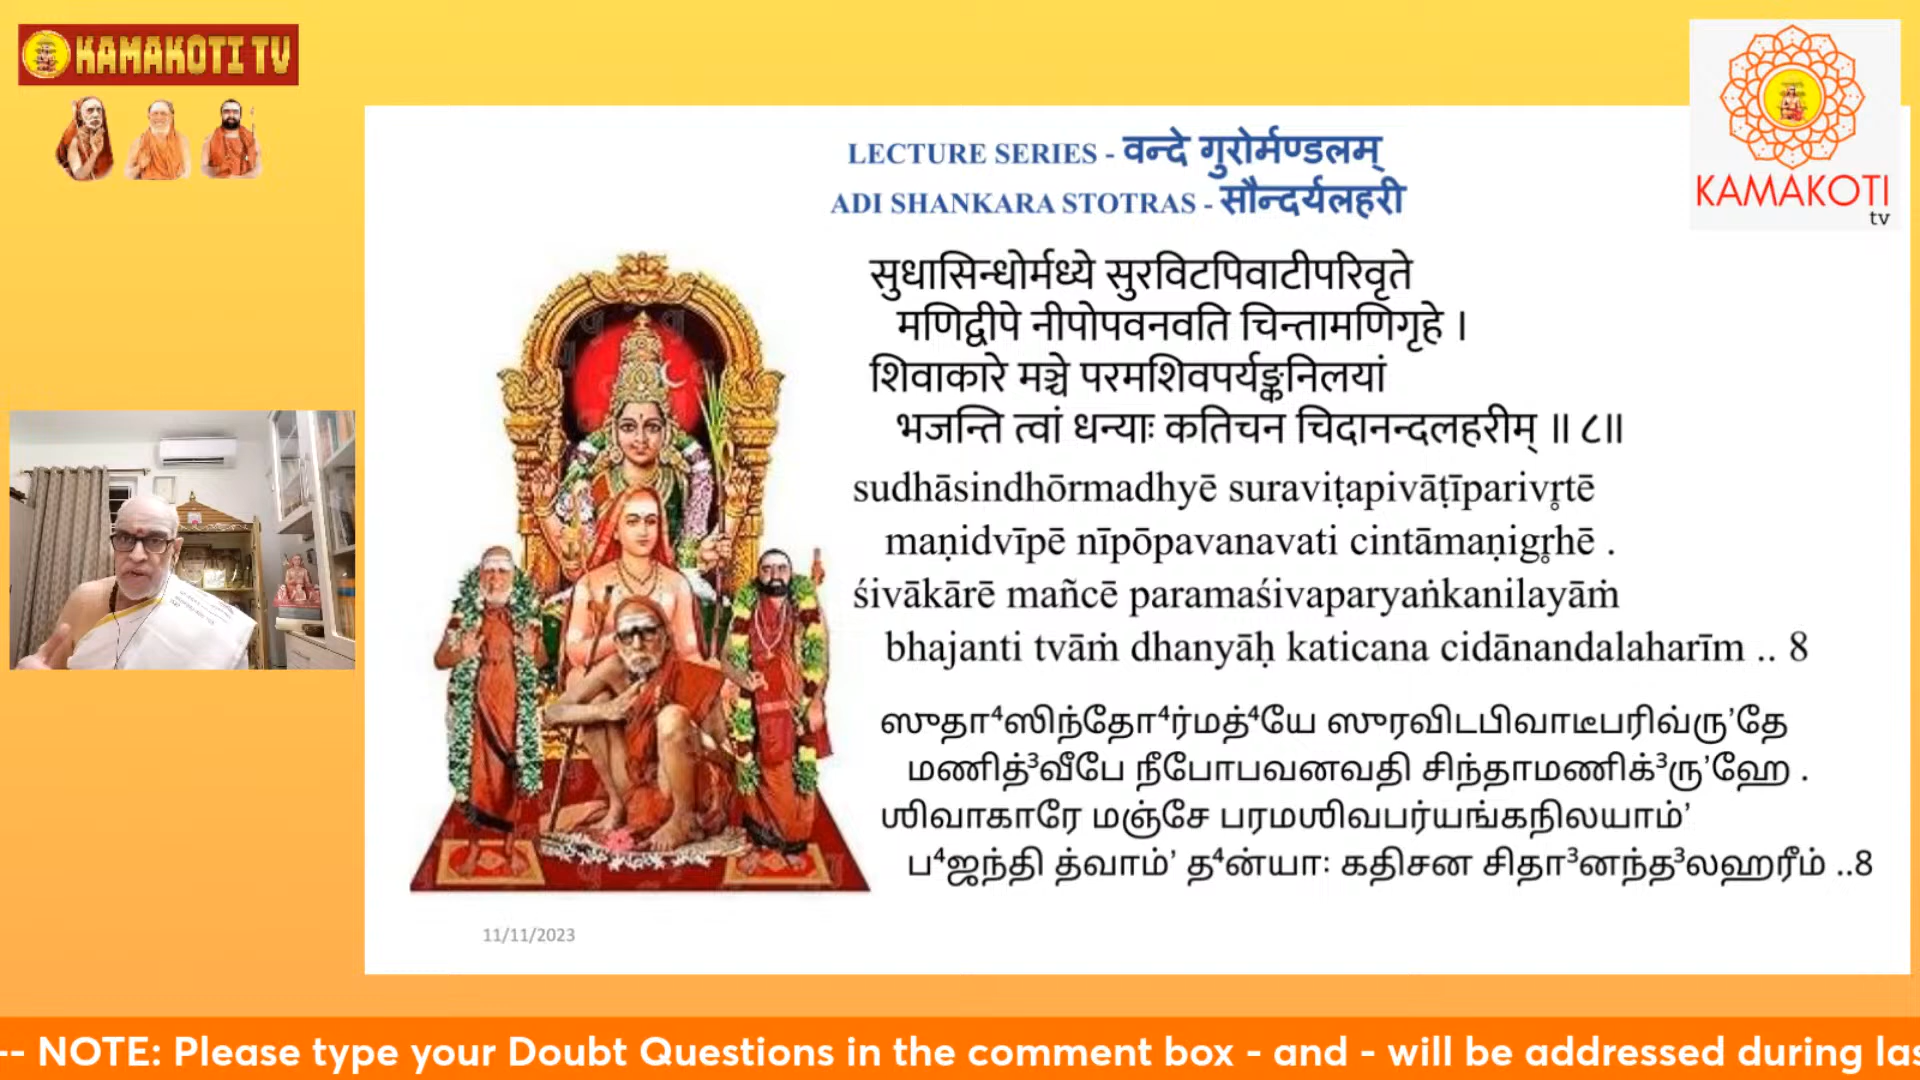 KAMAKOTI TV
KAMAKOTI
tv
LECTURE SERIES - वन्दे गुरोर्मण्डलम्
ADI SHANKARA STOTRAS - सौन्दर्यलहरी
सुधासिन्धोर्मध्ये सुरविटपिवाटीपरिवृते
मणिद्वीपे नीपोपवनवति चिन्तामणिगृहे ।
शिवाकारे मञ्चे परमशिवपर्यङ्कनिलयां
भजन्ति त्वां धन्याः कतिचन चिदानन्दलहरीम् ॥ ८॥
sudhāsindhōrmadhyē suraviṭapivāṭīparivr̥tē
maṇidvīpē nīpōpavanavati cintāmaṇigr̥hē .
śivākārē mañcē paramaśivaparyaṅkanilayāṁ
bhajanti tvāṁ dhanyāḥ katicana cidānandalaharīm .. 8
ஸுதா⁴ஸிந்தோ⁴ர்மத்⁴யே ஸுரவிடபிவாடீபரிவ்ருʼதே
மணித்³வீபே நீபோபவனவதி சிந்தாமணிக்³ருʼஹே .
ஶிவாகாரே மஞ்சே பரமஶிவபர்யங்கநிலயாம்ʼ
ப⁴ஜந்தி த்வாம்ʼ த⁴ன்யா꞉ கதிசன சிதா³னந்த³லஹரீம் ..8
11/11/2023
-- NOTE: Please type your Doubt Questions in the comment box - and - will be addressed during las